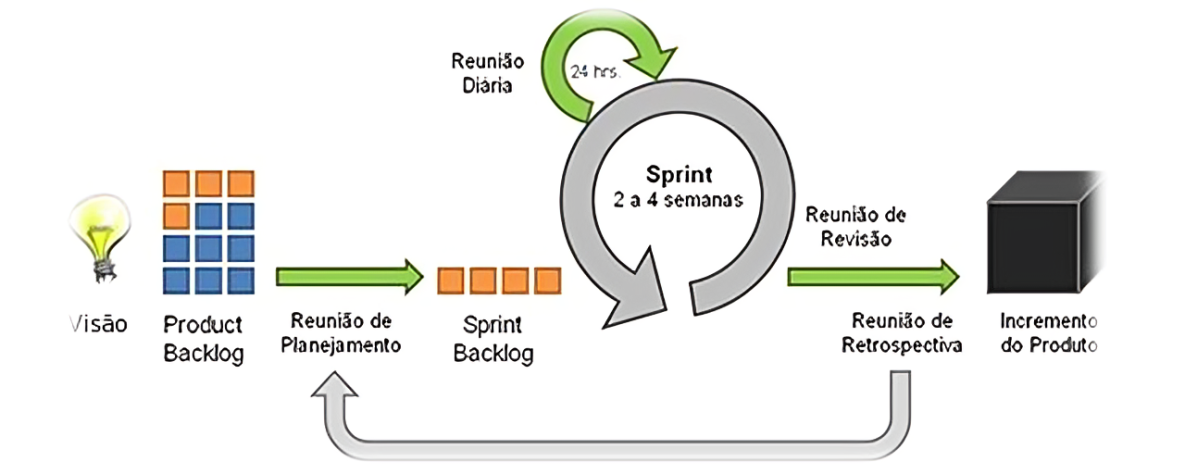 Reunião
Diária
24 hrs.
Sprint
2 a 4 semanas
Reunião de
Revisão
Visão
Product
Backlog
Reunião de
Planejamento
Sprint
Backlog
Reunião de
Retrospectiva
Incremento
do Produto